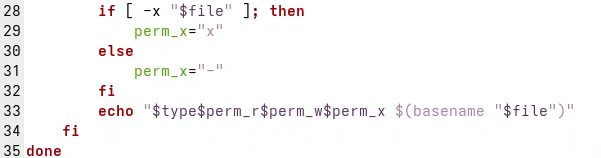 28        if [ -x "$file" ]; then
29            perm_x="x"
30        else
31            perm_x="-"
32        fi
33        echo "$type$perm_r$perm_w$perm_x $(basename "$file")"
34    fi
35 done